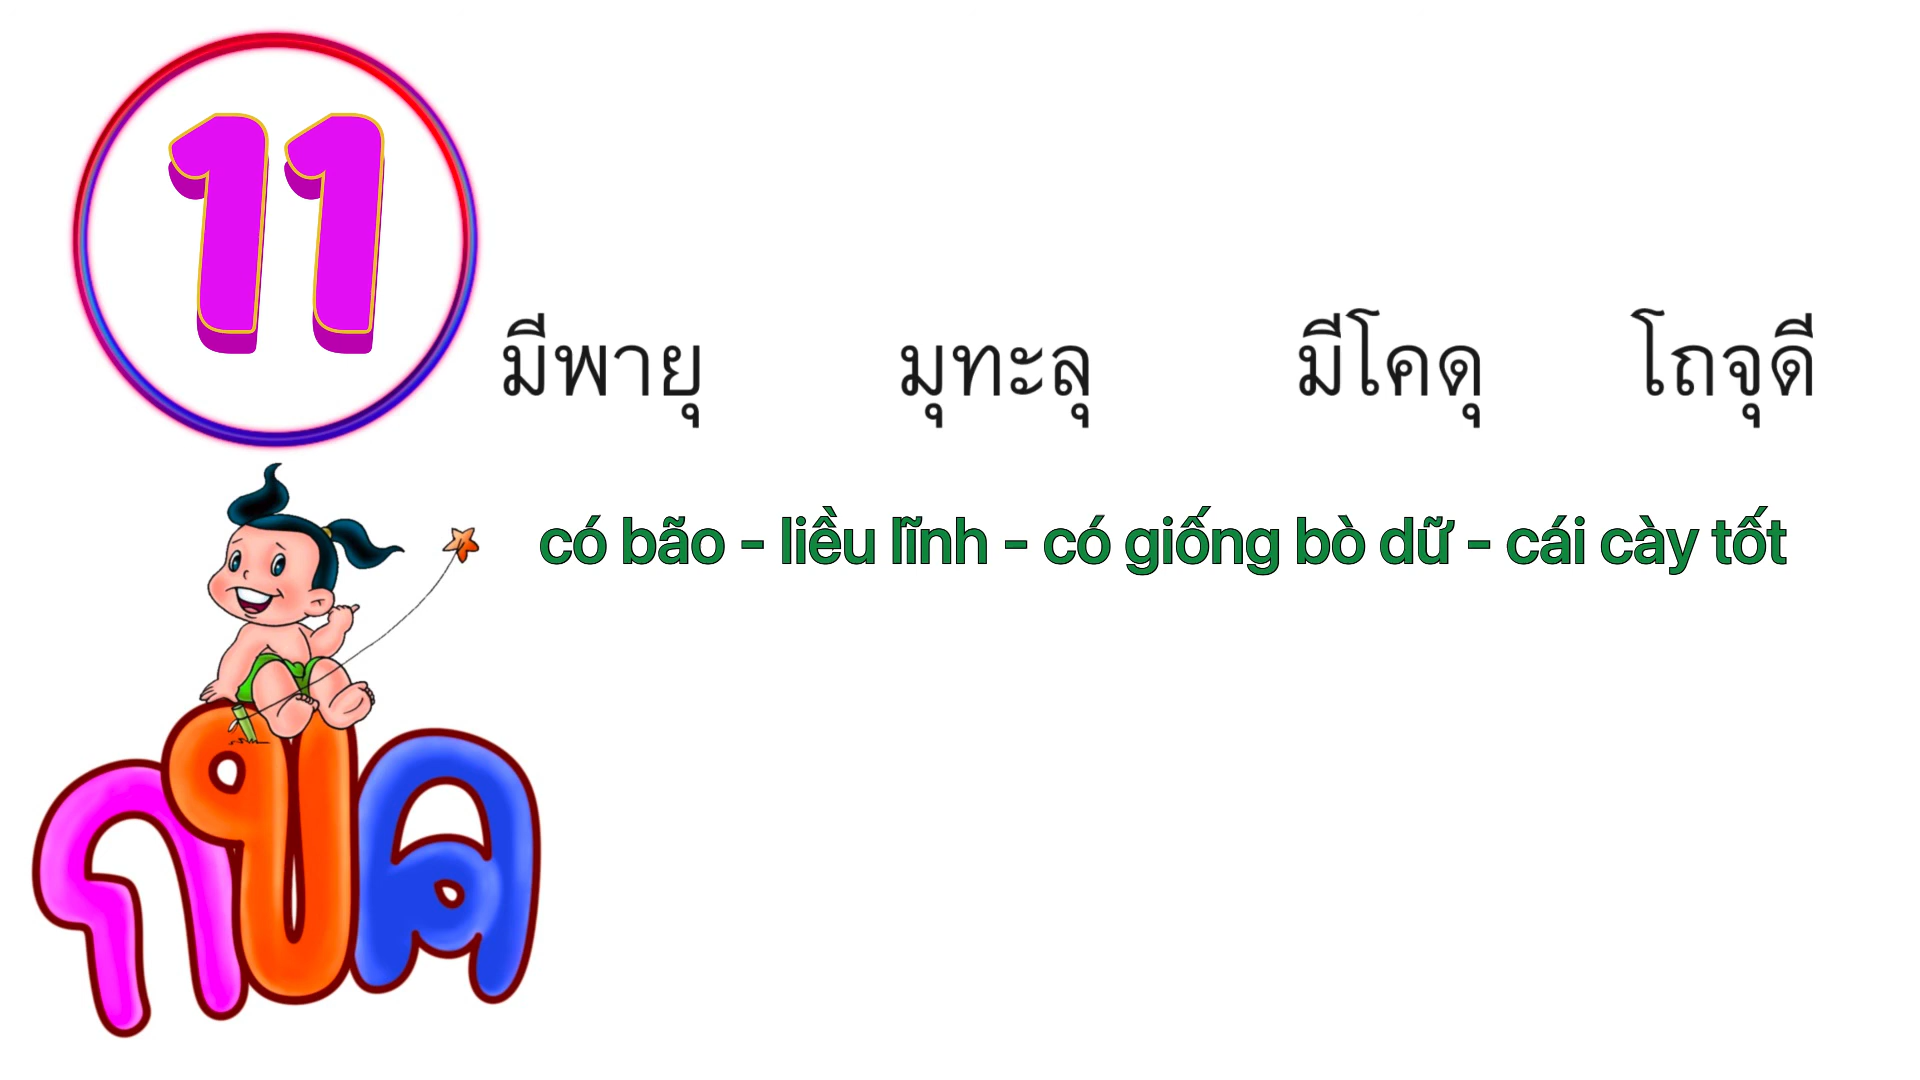 11
มีพายุ มุทะลุ มีโคดุ โถจุดี
có bão - liều lĩnh - có giống bò dữ - cái cày tốt
กขค